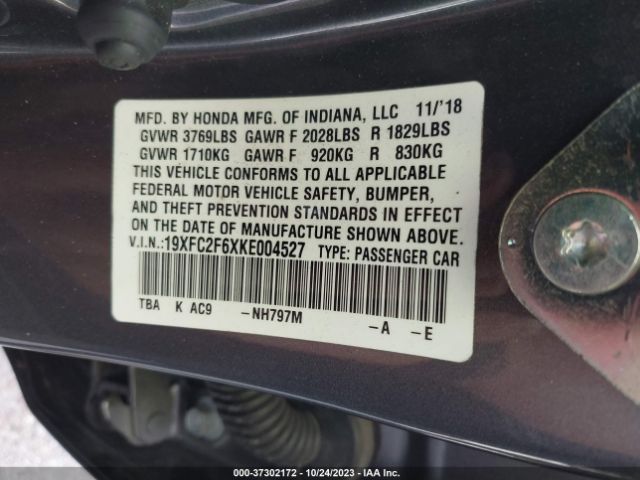 MFD. BY HONDA MFG. OF INDIANA, LLC 11/'18
GVWR 3769LBS GAWR F 2028LBS R 1829LBS
GVWR 1710KG GAWR F 920KG R 830KG
THIS VEHICLE CONFORMS TO ALL APPLICABLE
FEDERAL MOTOR VEHICLE SAFETY, BUMPER,
AND THEFT PREVENTION STANDARDS IN EFFECT
ON THE DATE OF MANUFACTURE SHOWN ABOVE.
V.I.N.:19XFC2F6XKE004527 TYPE: PASSENGER CAR
TBA K AC9 -NH797M -A -E
000-37302172 - 10/24/2023 - IAA Inc.